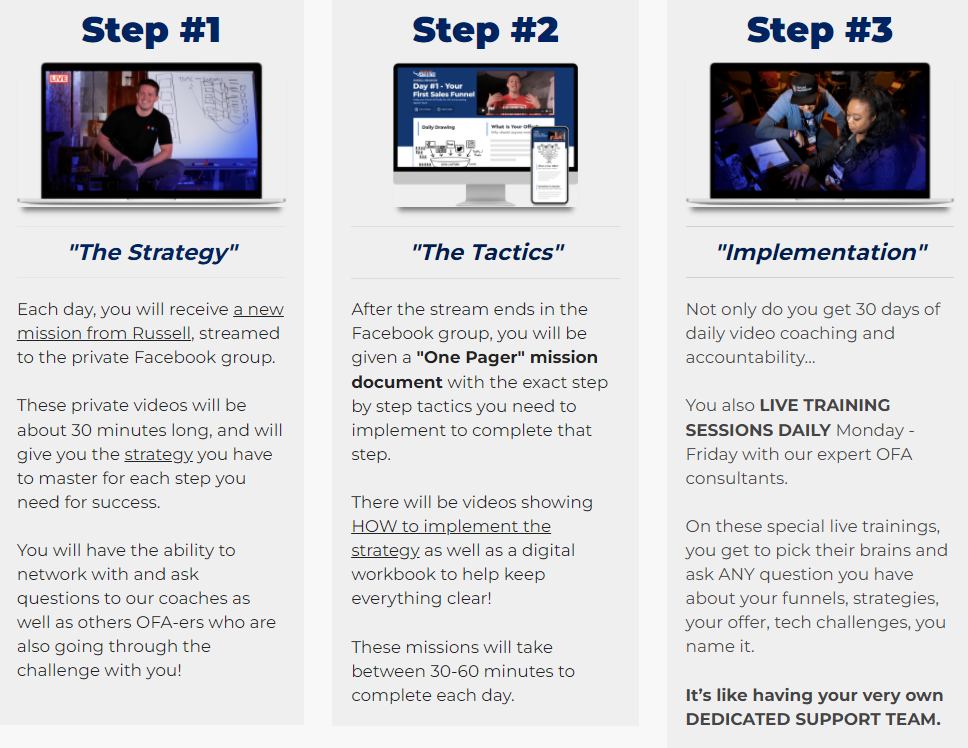 Step #1
LIVE
"The Strategy"
Each day, you will receive a new
mission from Russell, streamed
to the private Facebook group.
These private videos will be
about 30 minutes long, and will
give you the strategy you have
to master for each step you
need for success.
You will have the ability to
network with and ask
questions to our coaches as
well as others OFA-ers who are
also going through the
challenge with you!
Step #2
Day #1 - Your
First Sales Funnel
Daily Drawing
What Is Your Offer
"The Tactics"
After the stream ends in the
Facebook group, you will be
given a "One Pager" mission
document with the exact step
by step tactics you need to
implement to complete that
step.
There will be videos showing
HOW to implement the
strategy as well as a digital
workbook to help keep
everything clear!
These missions will take
between 30-60 minutes to
complete each day.
Step #3
"Implementation"
Not only do you get 30 days of
daily video coaching and
accountability...
You also LIVE TRAINING
SESSIONS DAILY Monday -
Friday with our expert OFA
consultants.
On these special live trainings,
you get to pick their brains and
ask ANY question you have
about your funnels, strategies,
your offer, tech challenges, you
name it.
It’s like having your very own
DEDICATED SUPPORT TEAM.